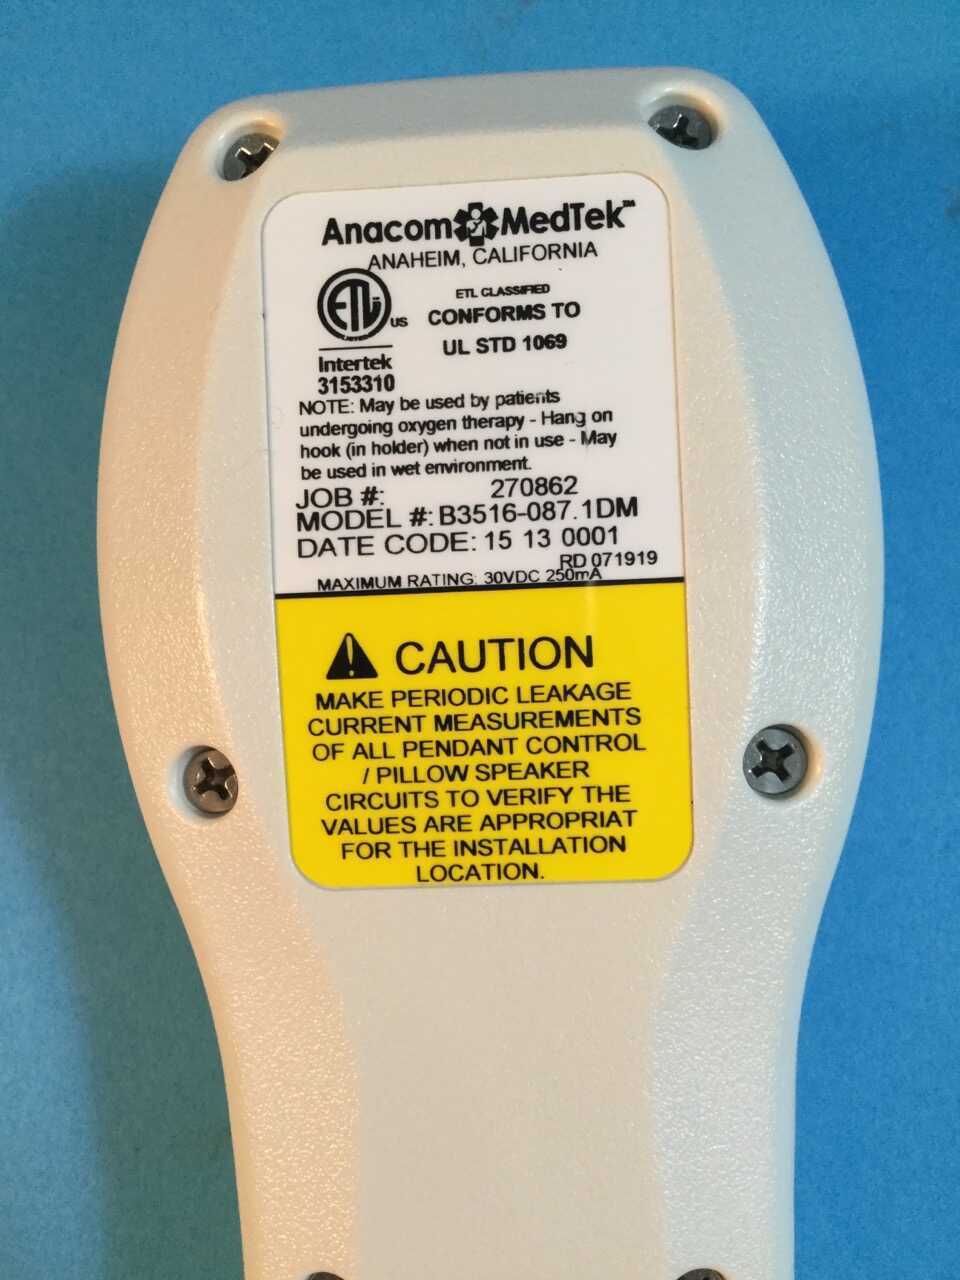 Anacom MedTek™
ANAHEIM, CALIFORNIA
ETL CLASSIFIED
CONFORMS TO
UL STD 1069
ETL US
Intertek
3153310
NOTE: May be used by patients
undergoing oxygen therapy - Hang on
hook (in holder) when not in use - May
be used in wet environment.
JOB #: 270862
MODEL #: B3516-087.1DM
DATE CODE: 15 13 0001
RD 071919
MAXIMUM RATING: 30VDC 250mA
CAUTION
MAKE PERIODIC LEAKAGE
CURRENT MEASUREMENTS
OF ALL PENDANT CONTROL
/ PILLOW SPEAKER
CIRCUITS TO VERIFY THE
VALUES ARE APPROPRIAT
FOR THE INSTALLATION
LOCATION.